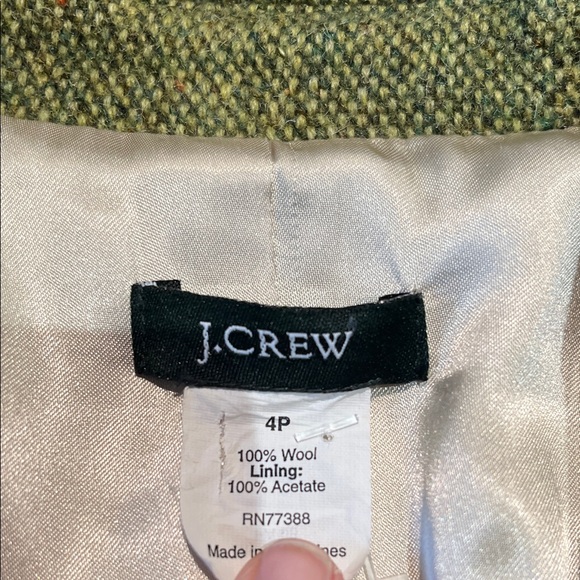 J.CREW
4P
100% Wool
Lining:
100% Acetate
RN77388
Made in